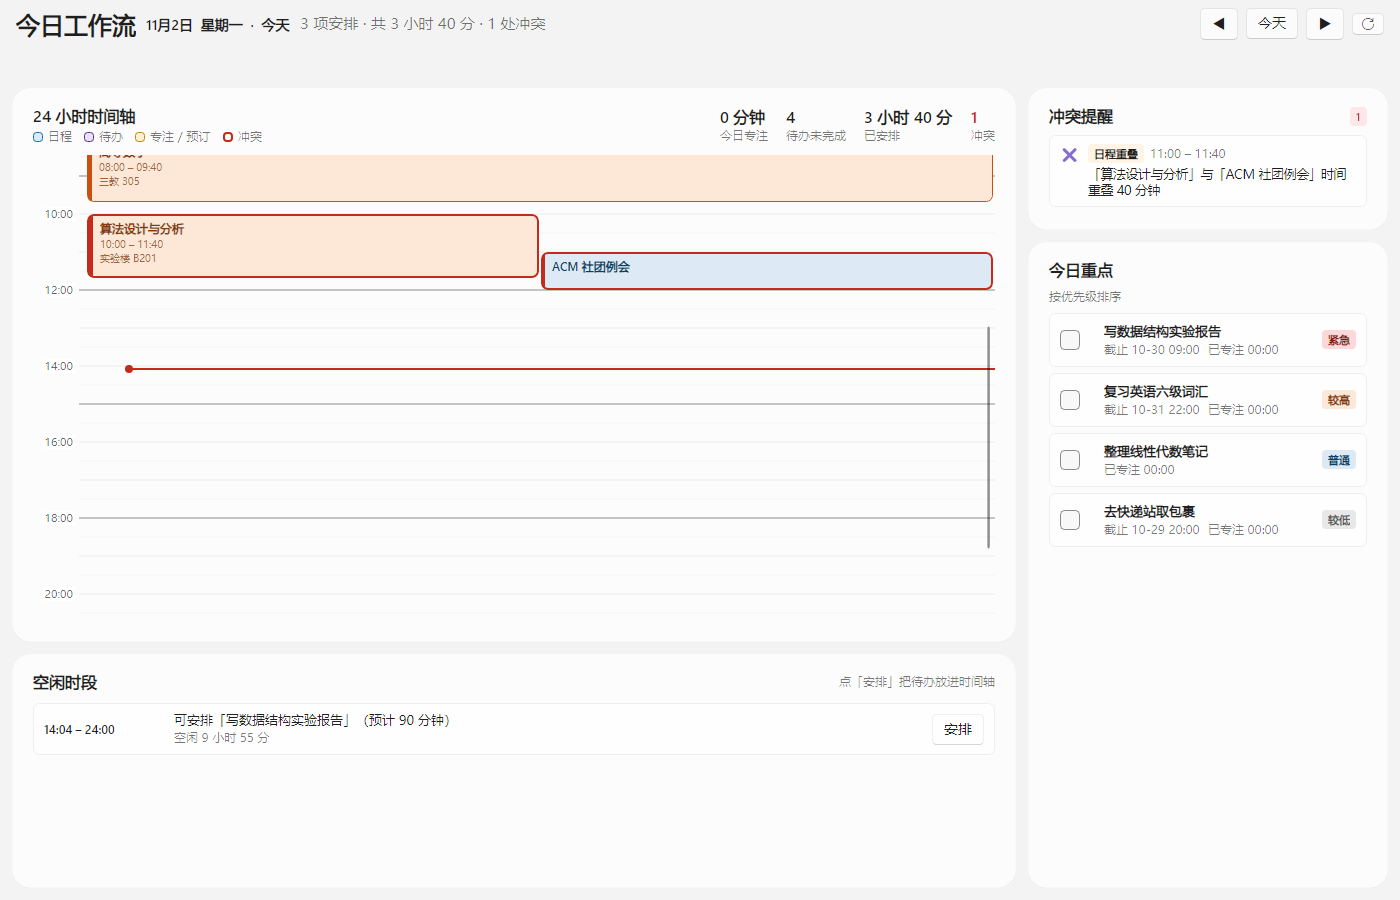 今日工作流 11月2日 星期一 · 今天 3 项安排 · 共 3 小时 40 分 · 1 处冲突
◀ 今天 ▶
24 小时时间轴
日程 待办 专注 / 预订 冲突
0 分钟 4 3 小时 40 分 1
今日专注 待办未完成 已安排 冲突
08:00 – 09:40
三教 305
10:00
算法设计与分析
10:00 – 11:40
实验楼 B201
ACM 社团例会
12:00
14:00
16:00
18:00
20:00
空闲时段
点「安排」把待办放进时间轴
14:04 – 24:00
可安排「写数据结构实验报告」（预计 90 分钟）
空闲 9 小时 55 分
安排
冲突提醒
1
日程重叠 11:00 – 11:40
「算法设计与分析」与「ACM 社团例会」时间
重叠 40 分钟
今日重点
按优先级排序
写数据结构实验报告
截止 10-30 09:00 已专注 00:00
紧急
复习英语六级词汇
截止 10-31 22:00 已专注 00:00
较高
整理线性代数笔记
已专注 00:00
普通
去快递站取包裹
截止 10-29 20:00 已专注 00:00
较低